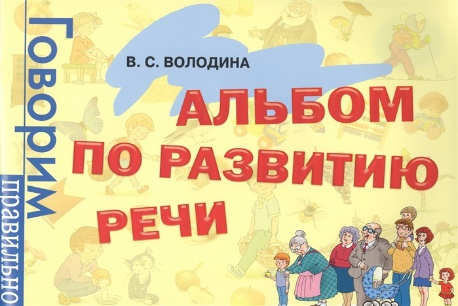 Говорим
правильно
В. С. ВОЛОДИНА
АЛЬБОМ
ПО РАЗВИТИЮ
РЕЧИ